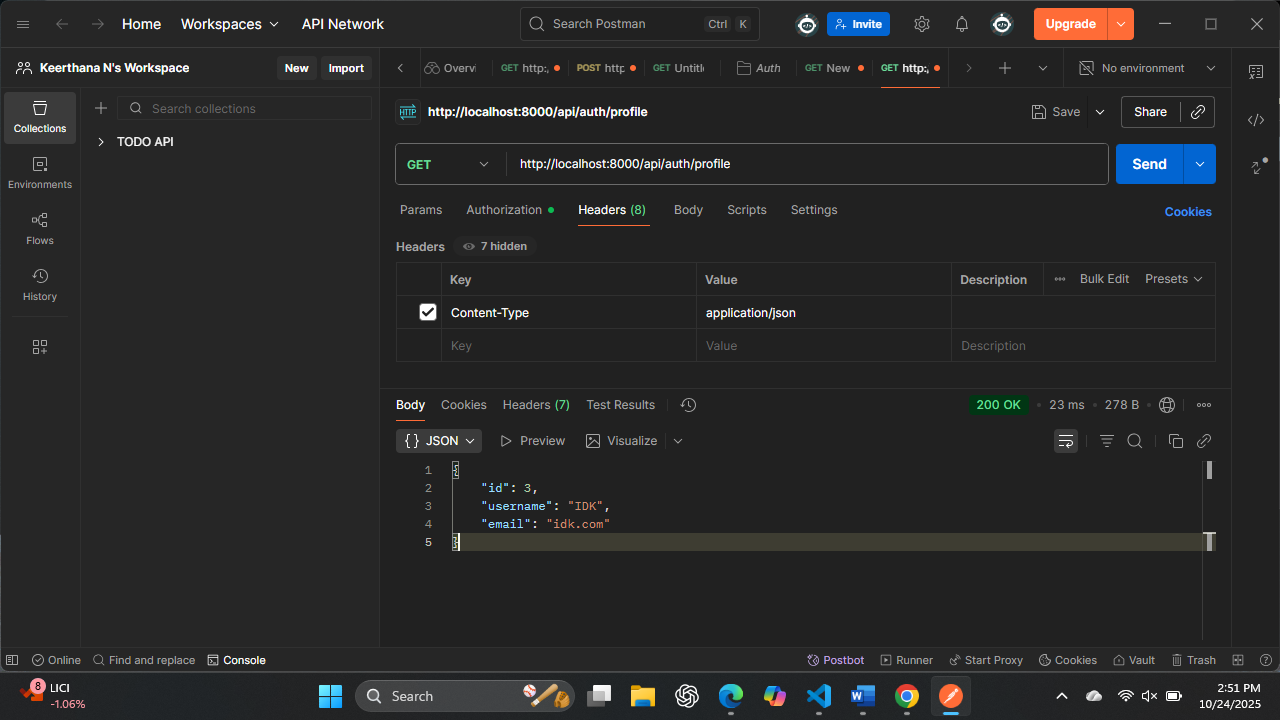 Home Workspaces API Network Search Postman Ctrl K Invite Upgrade
Keerthana N's Workspace New Import Overvi GET http:, POST http GET Untitle Auth GET New GET http:, No environment
Collections
Environments
Flows
History
Search collections
TODO API
HTTP http://localhost:8000/api/auth/profile Save Share
GET http://localhost:8000/api/auth/profile Send
Params Authorization Headers (8) Body Scripts Settings Cookies
Headers 7 hidden
Key Value Description Bulk Edit Presets
Content-Type application/json
Key Value Description
Body Cookies Headers (7) Test Results 200 OK 23 ms 278 B
{} JSON Preview Visualize
1 {
2 "id": 3,
3 "username": "IDK",
4 "email": "idk.com"
5 }
Online Find and replace Console Postbot Runner Start Proxy Cookies Vault Trash
8 LICI
-1.06%
Search
2:51 PM
10/24/2025